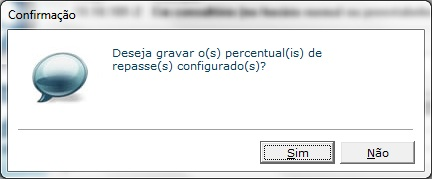 Confirmação
Deseja gravar o(s) percentual(is) de
repasse(s) configurado(s)?
Sim
Não